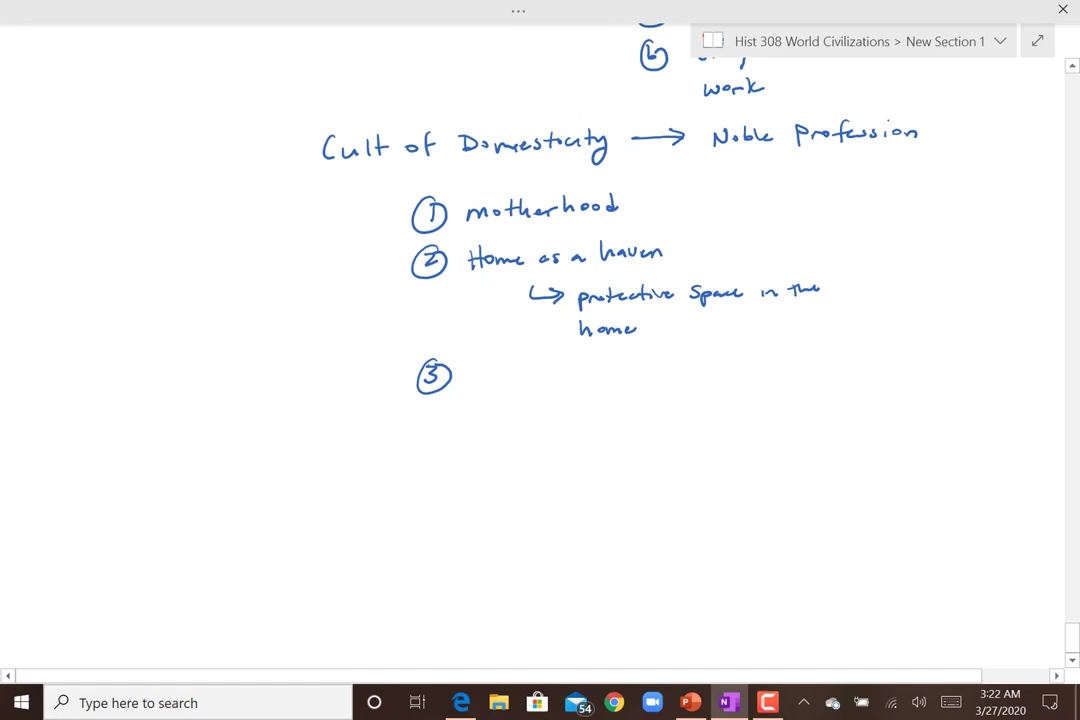 Hist 308 World Civilizations > New Section 1
6
work
Cult of Domesticity → Noble Profession
1 motherhood
2 Home as a haven
↳ protective space in the
home
3
Type here to search
54
3:22 AM
3/27/2020